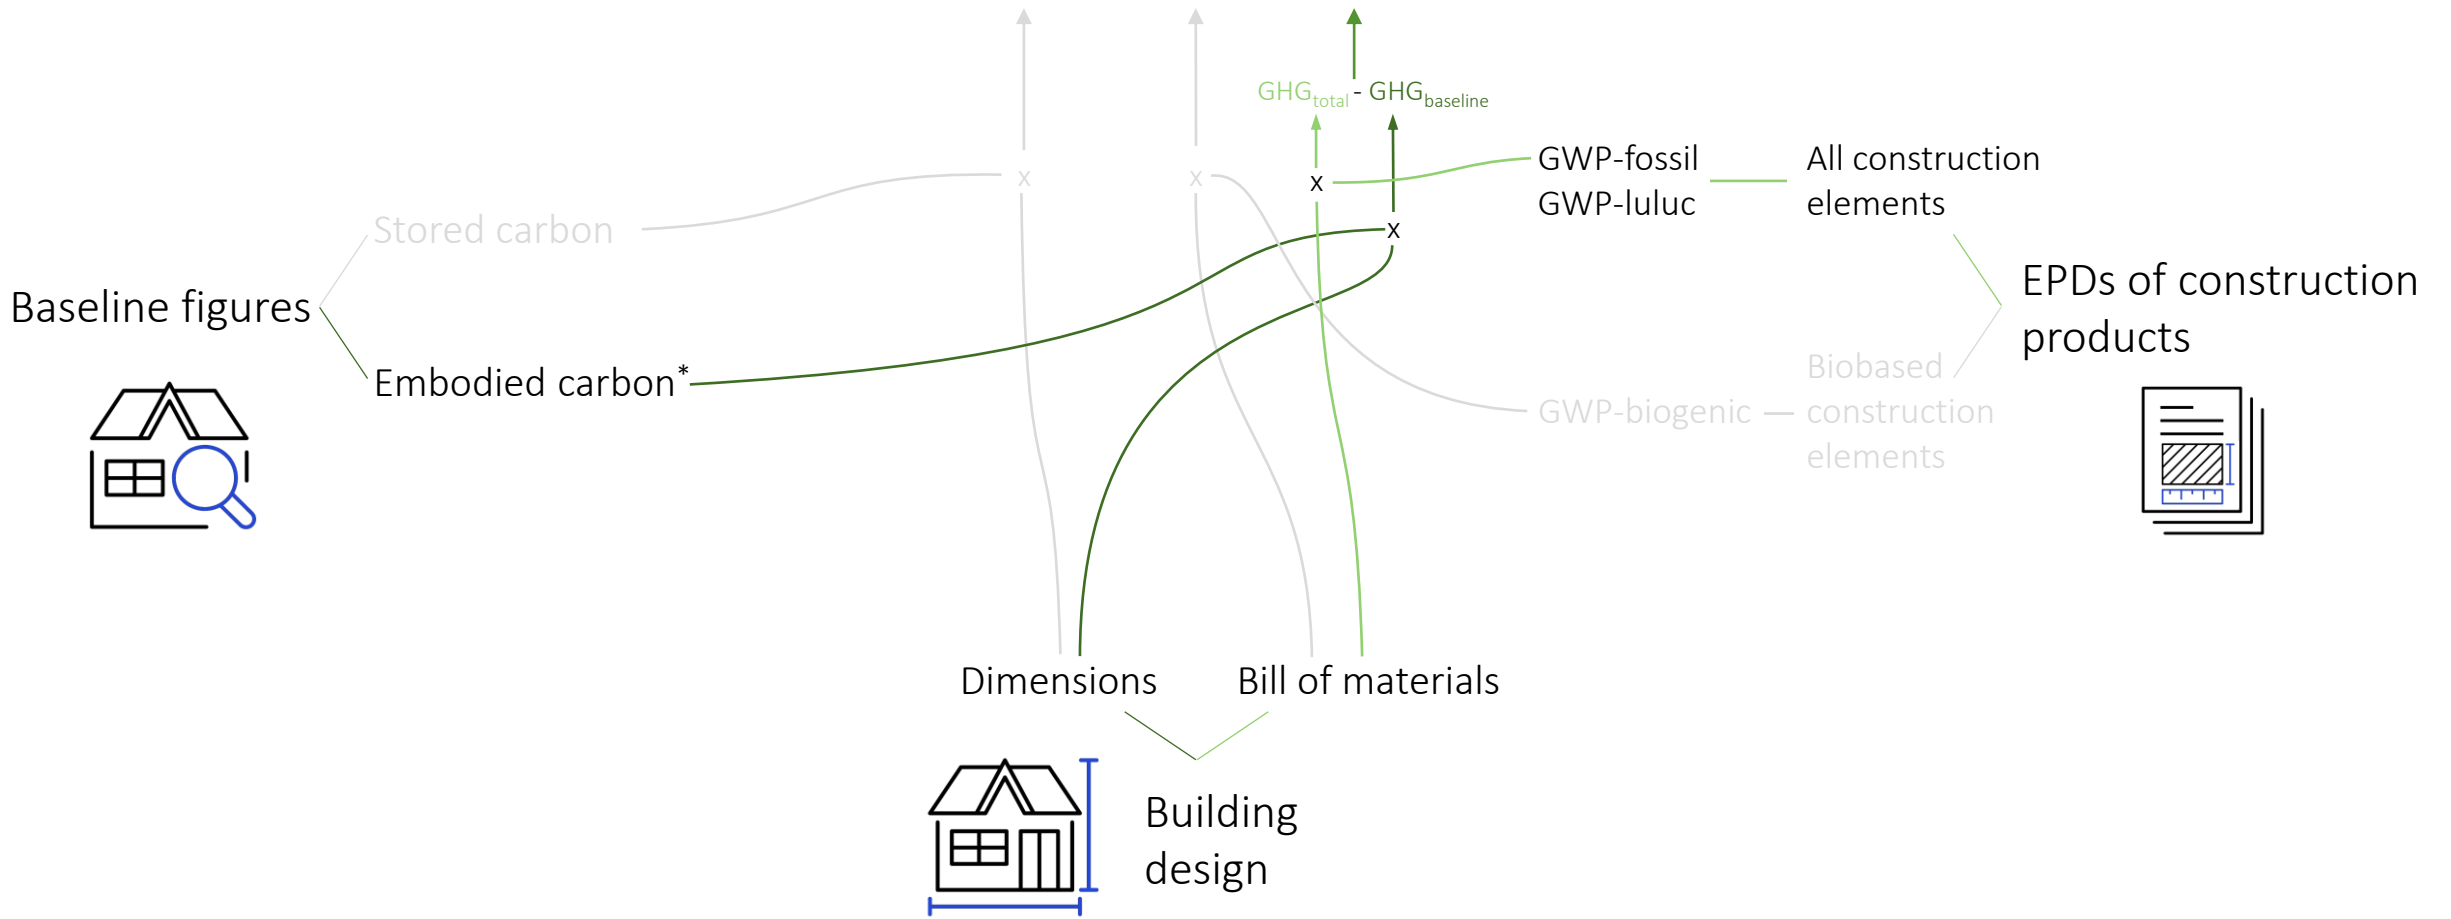 GHGtotal - GHGbaseline
x
x
x
x
GWP-fossil
GWP-luluc
All construction
elements
Stored carbon
Baseline figures
Embodied carbon*
EPDs of construction
products
GWP-biogenic
Biobased
construction
elements
Dimensions
Bill of materials
Building
design